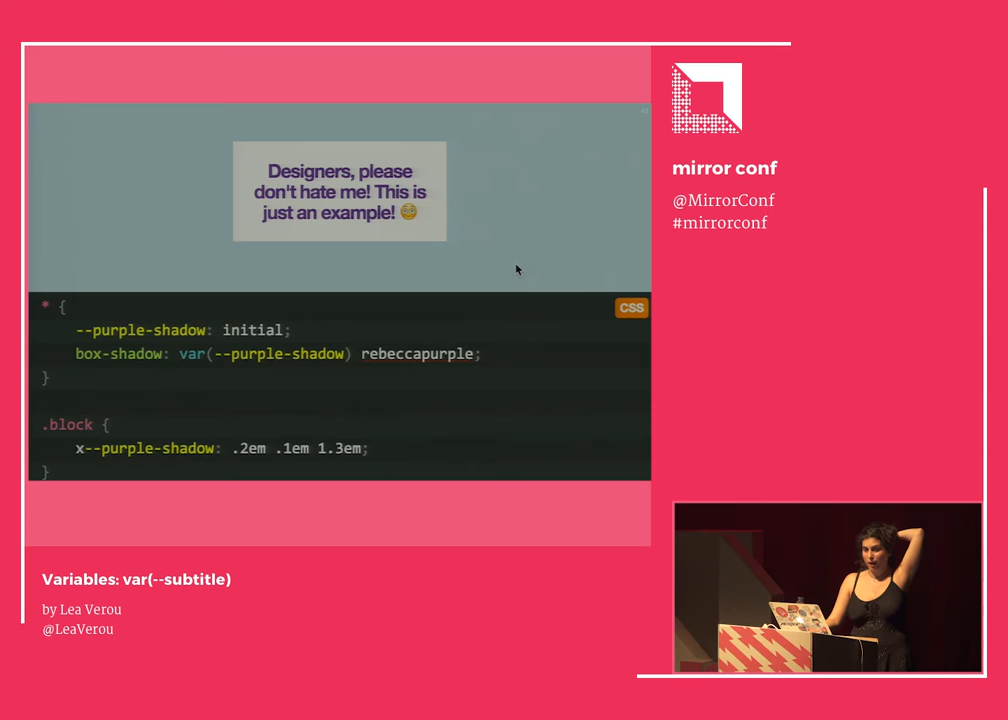 Designers, please
don't hate me! This is
just an example! 😳
CSS
* {
--purple-shadow: initial;
box-shadow: var(--purple-shadow) rebeccapurple;
}
.block {
x--purple-shadow: .2em .1em 1.3em;
}
mirror conf
@MirrorConf
#mirrorconf
Variables: var(--subtitle)
by Lea Verou
@LeaVerou